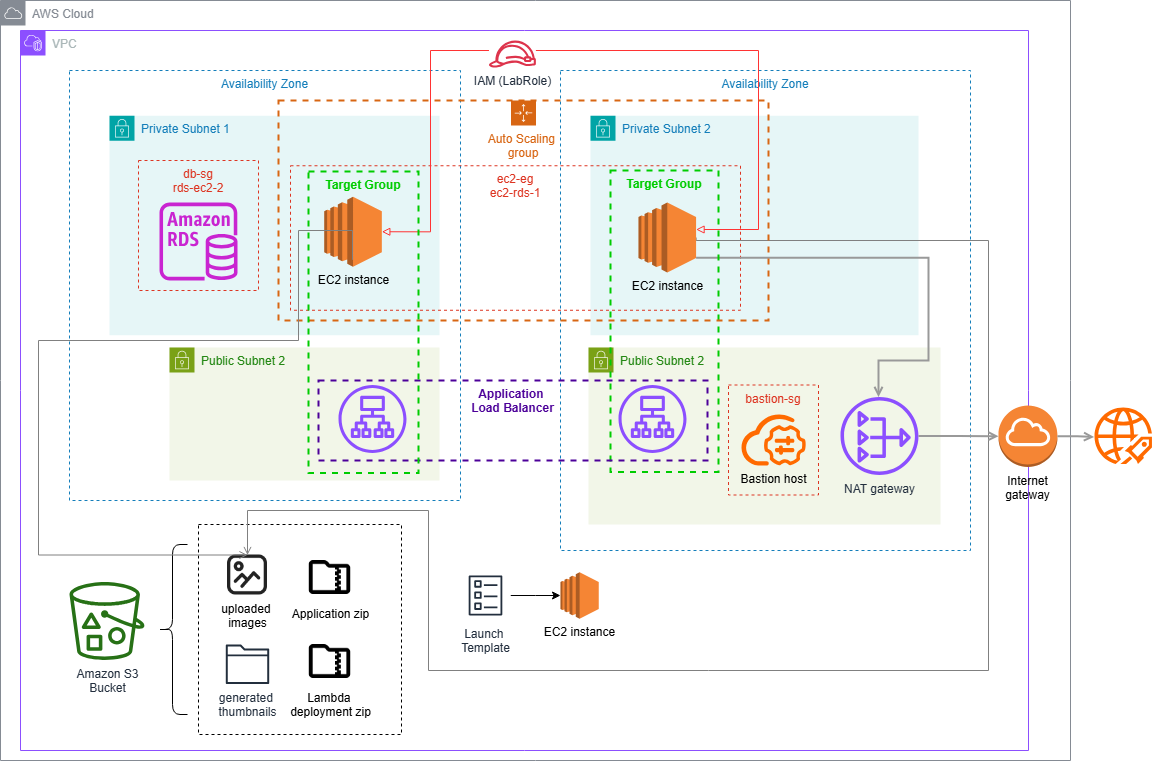 AWS Cloud
VPC
IAM (LabRole)
Availability Zone
Availability Zone
Auto Scaling
group
Private Subnet 1
Private Subnet 2
db-sg
rds-ec2-2
ec2-eg
ec2-rds-1
Target Group
Target Group
Amazon
RDS
EC2 instance
EC2 instance
Public Subnet 2
Public Subnet 2
Application
Load Balancer
bastion-sg
Bastion host
NAT gateway
Internet
gateway
uploaded
images
Application zip
Launch
Template
EC2 instance
Amazon S3
Bucket
generated
thumbnails
Lambda
deployment zip